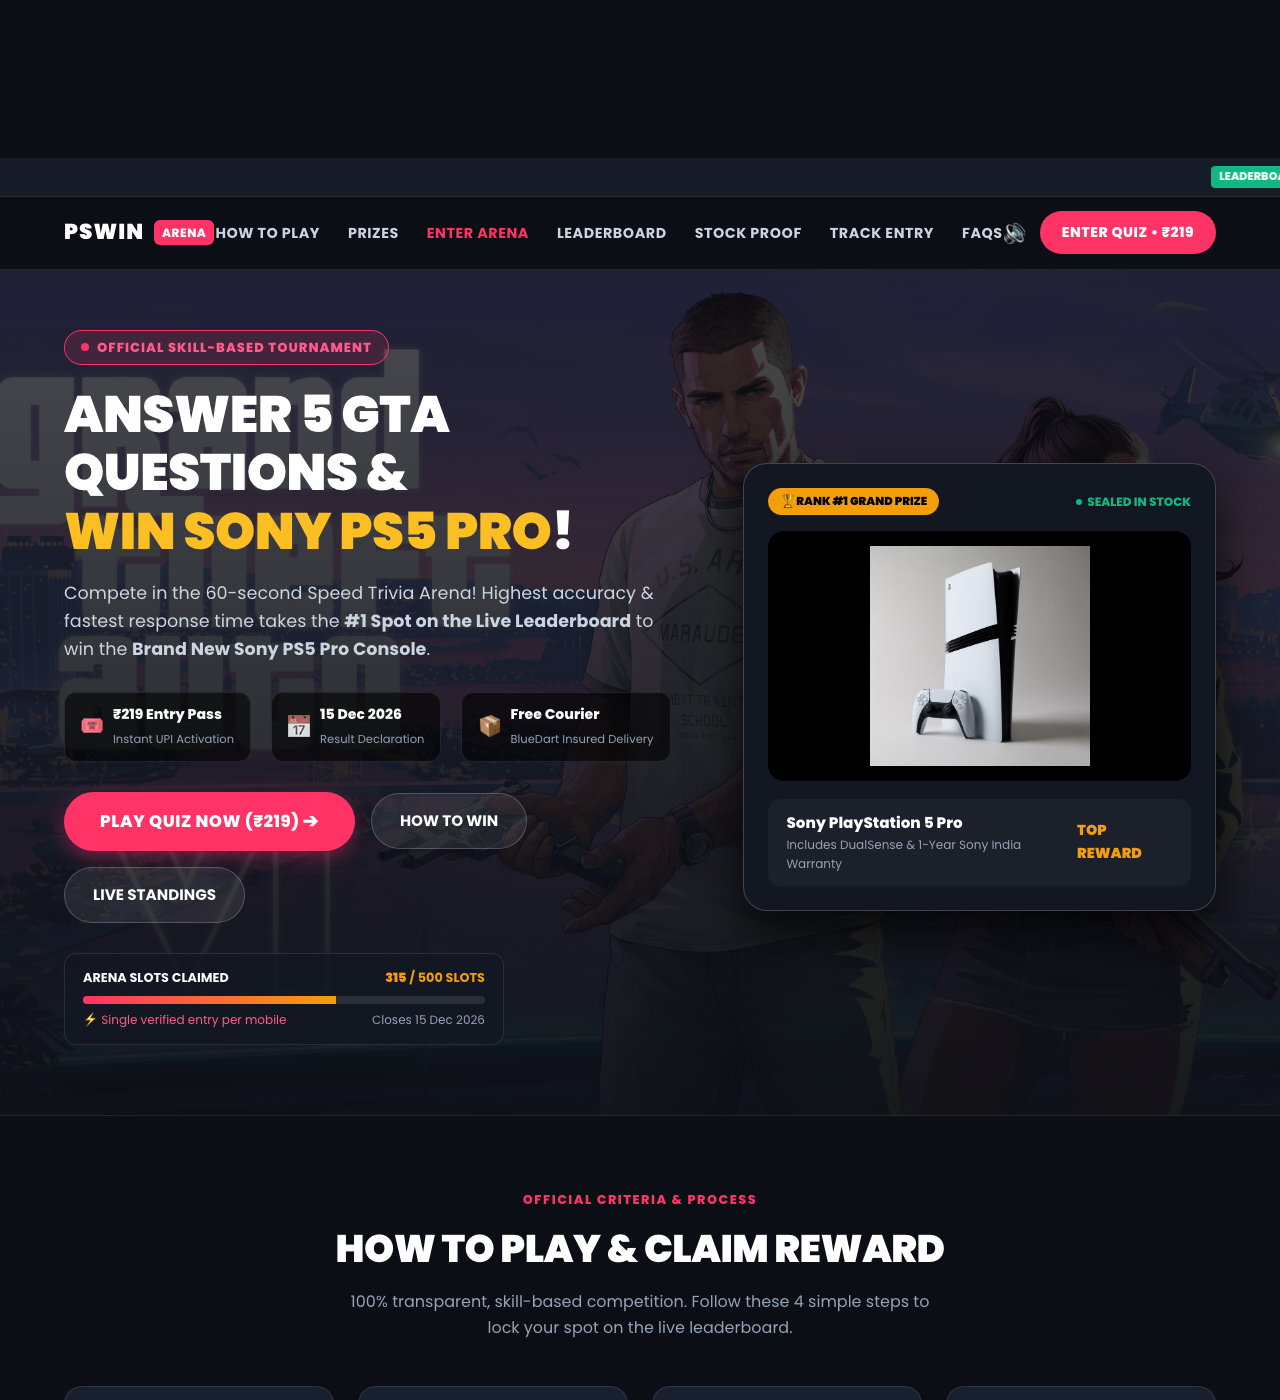 LEADERBOA
PSWIN ARENA HOW TO PLAY PRIZES ENTER ARENA LEADERBOARD STOCK PROOF TRACK ENTRY FAQS ENTER QUIZ • ₹219
OFFICIAL SKILL-BASED TOURNAMENT
ANSWER 5 GTA
QUESTIONS &
WIN SONY PS5 PRO!
Compete in the 60-second Speed Trivia Arena! Highest accuracy &
fastest response time takes the #1 Spot on the Live Leaderboard to
win the Brand New Sony PS5 Pro Console.
₹219 Entry Pass
Instant UPI Activation
15 Dec 2026
Result Declaration
Free Courier
BlueDart Insured Delivery
PLAY QUIZ NOW (₹219) ➔
HOW TO WIN
LIVE STANDINGS
ARENA SLOTS CLAIMED 315 / 500 SLOTS
⚡ Single verified entry per mobile Closes 15 Dec 2026
🏆 RANK #1 GRAND PRIZE
SEALED IN STOCK
Sony PlayStation 5 Pro
Includes DualSense & 1-Year Sony India
Warranty
TOP
REWARD
U.S. AR
MARAUDE
SCHOOL
grand
theft
auto
VI
OFFICIAL CRITERIA & PROCESS
HOW TO PLAY & CLAIM REWARD
100% transparent, skill-based competition. Follow these 4 simple steps to
lock your spot on the live leaderboard.